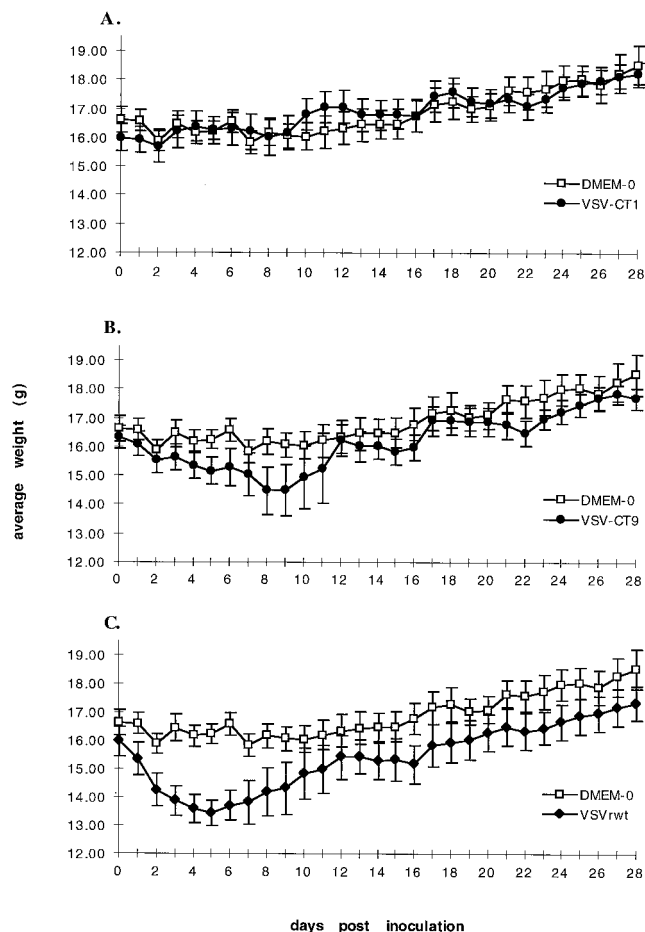 A.
19.00
18.00
17.00
16.00
15.00
14.00
13.00
12.00
DMEM-0
VSV-CT1
0 2 4 6 8 10 12 14 16 18 20 22 24 26 28
B.
19.00
18.00
17.00
16.00
15.00
14.00
13.00
12.00
DMEM-0
VSV-CT9
0 2 4 6 8 10 12 14 16 18 20 22 24 26 28
average weight (g)
C.
19.00
18.00
17.00
16.00
15.00
14.00
13.00
12.00
DMEM-0
VSVrwt
0 2 4 6 8 10 12 14 16 18 20 22 24 26 28
days post inoculation